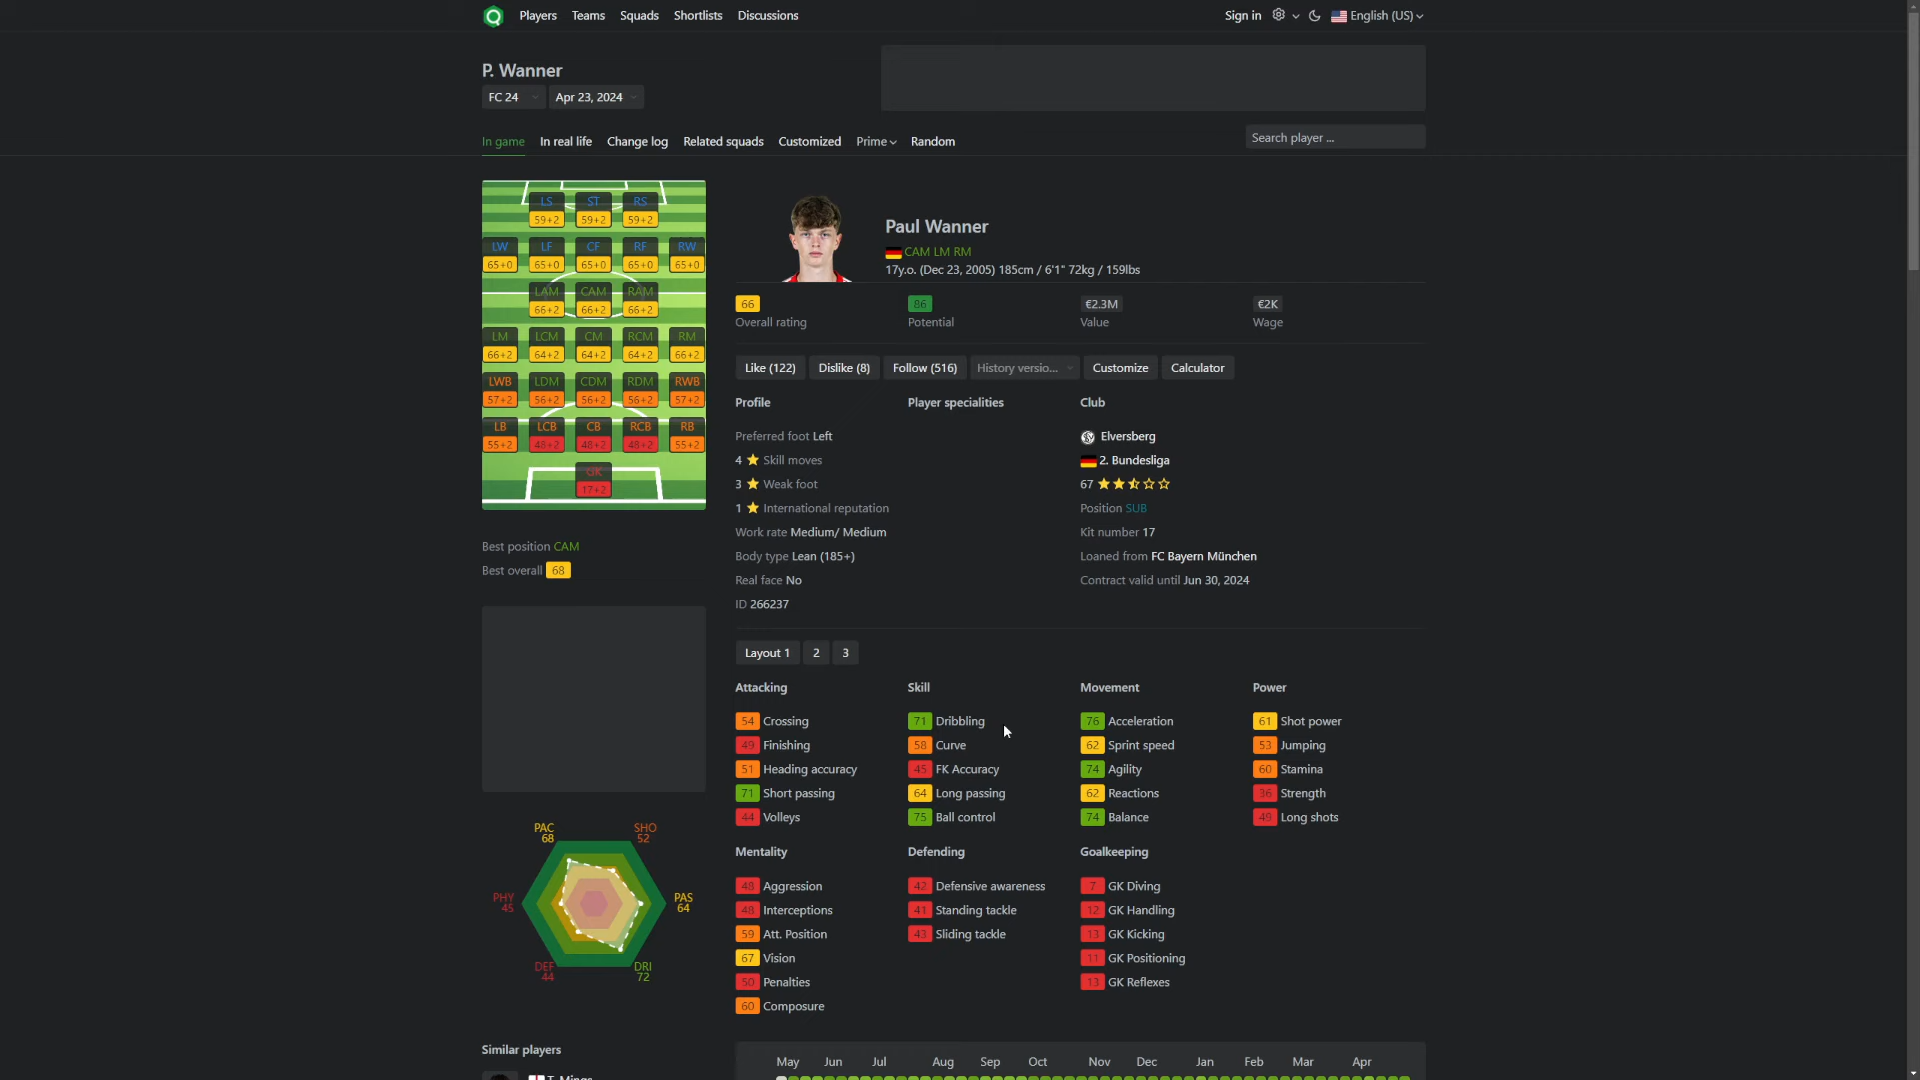 Players Teams Squads Shortlists Discussions Sign in English (US)
P. Wanner
FC 24 Apr 23, 2024
In game In real life Change log Related squads Customized Prime Random Search player ...
LS ST RS
59+2 59+2 59+2
LW LF CF RF RW
65+0 65+0 65+0 65+0 65+0
LAM CAM RAM
66+2 66+2 66+2
LM LCM CM RCM RM
66+2 64+2 64+2 64+2 66+2
LWB LDM CDM RDM RWB
57+2 56+2 56+2 56+2 57+2
LB LCB CB RCB RB
55+2 48+2 48+2 48+2 55+2
GK
17+2
Best position CAM
Best overall 68
Paul Wanner
CAM LM RM
17y.o. (Dec 23, 2005) 185cm / 6'1" 72kg / 159lbs
66 86 €2.3M €2K
Overall rating Potential Value Wage
Like (122) Dislike (8) Follow (516) History versio... Customize Calculator
Profile Player specialities Club
Preferred foot Left
4 Skill moves
3 Weak foot
1 International reputation
Work rate Medium/ Medium
Body type Lean (185+)
Real face No
ID 266237
Elversberg
2. Bundesliga
67
Position SUB
Kit number 17
Loaned from FC Bayern München
Contract valid until Jun 30, 2024
Layout 1 2 3
Attacking
54 Crossing
49 Finishing
51 Heading accuracy
71 Short passing
44 Volleys
Skill
71 Dribbling
58 Curve
45 FK Accuracy
64 Long passing
75 Ball control
Movement
76 Acceleration
62 Sprint speed
74 Agility
62 Reactions
74 Balance
Power
61 Shot power
53 Jumping
60 Stamina
36 Strength
49 Long shots
Mentality
48 Aggression
48 Interceptions
59 Att. Position
67 Vision
50 Penalties
60 Composure
Defending
42 Defensive awareness
41 Standing tackle
43 Sliding tackle
Goalkeeping
7 GK Diving
12 GK Handling
13 GK Kicking
11 GK Positioning
13 GK Reflexes
PAC
68
SHO
52
PHY
45
PAS
64
DEF
44
DRI
72
Similar players
T. Mings
May Jun Jul Aug Sep Oct Nov Dec Jan Feb Mar Apr